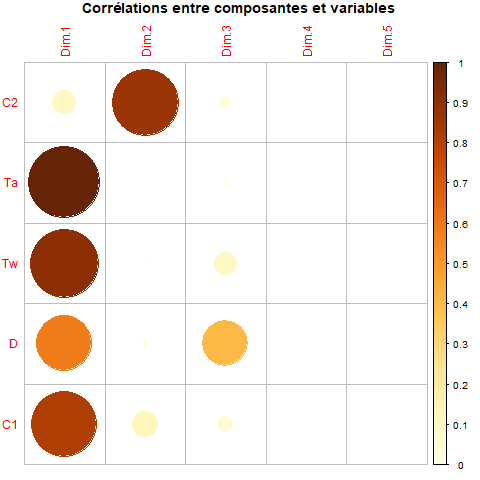 Corrélations entre composantes et variables
Dim.1 Dim.2 Dim.3 Dim.4 Dim.5
C2
Ta
Tw
D
C1
1
0.9
0.8
0.7
0.6
0.5
0.4
0.3
0.2
0.1
0